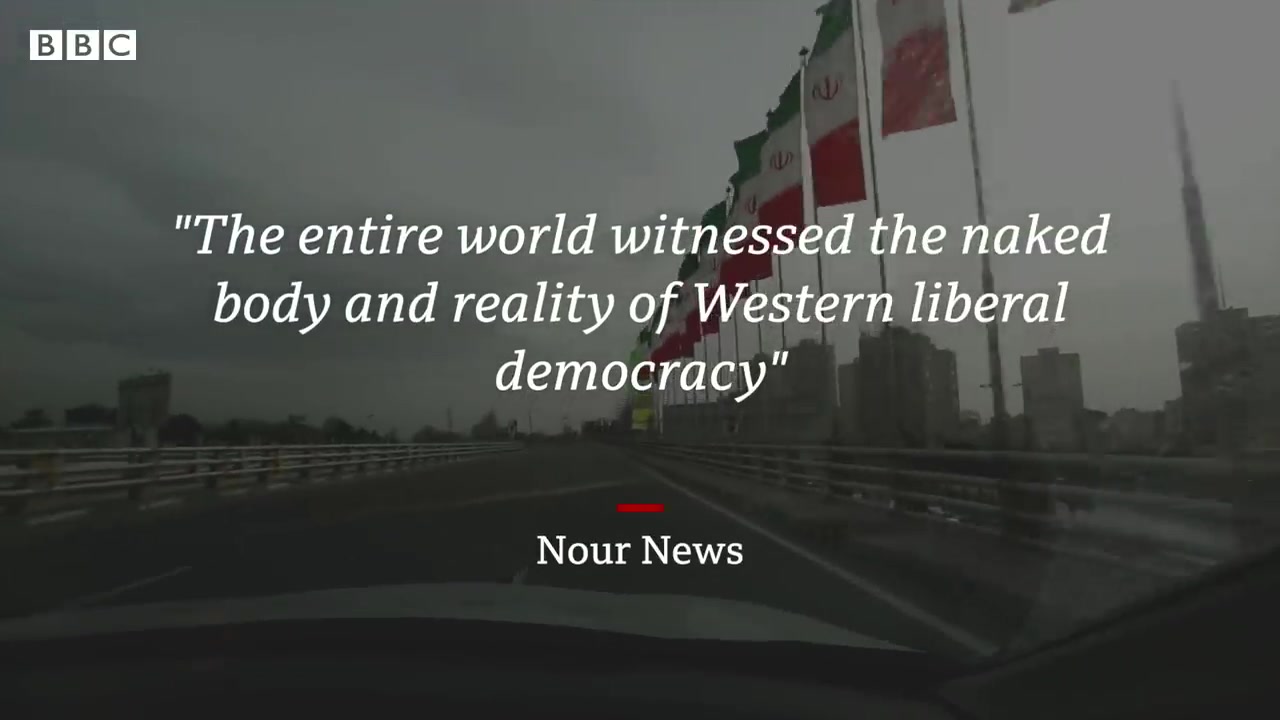 BBC
"The entire world witnessed the naked
body and reality of Western liberal
democracy"
Nour News